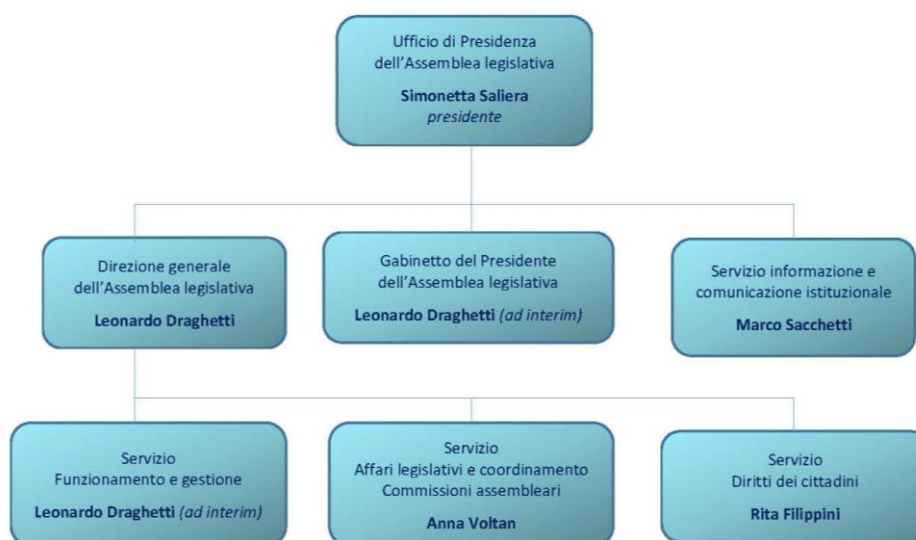 Ufficio di Presidenza
dell’Assemblea legislativa
Simonetta Saliera
presidente
Direzione generale
dell’Assemblea legislativa
Leonardo Draghetti
Gabinetto del Presidente
dell’Assemblea legislativa
Leonardo Draghetti (ad interim)
Servizio informazione e
comunicazione istituzionale
Marco Sacchetti
Servizio
Funzionamento e gestione
Leonardo Draghetti (ad interim)
Servizio
Affari legislativi e coordinamento
Commissioni assembleari
Anna Voltan
Servizio
Diritti dei cittadini
Rita Filippini